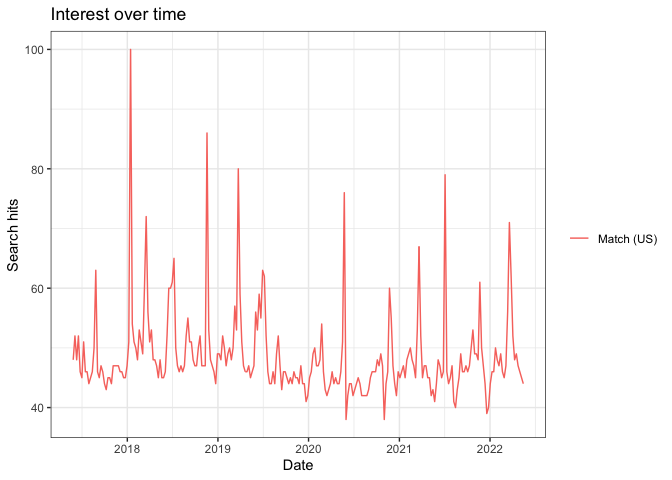 Interest over time
100
80
60
40
Search hits
2018 2019 2020 2021 2022
Date
Match (US)